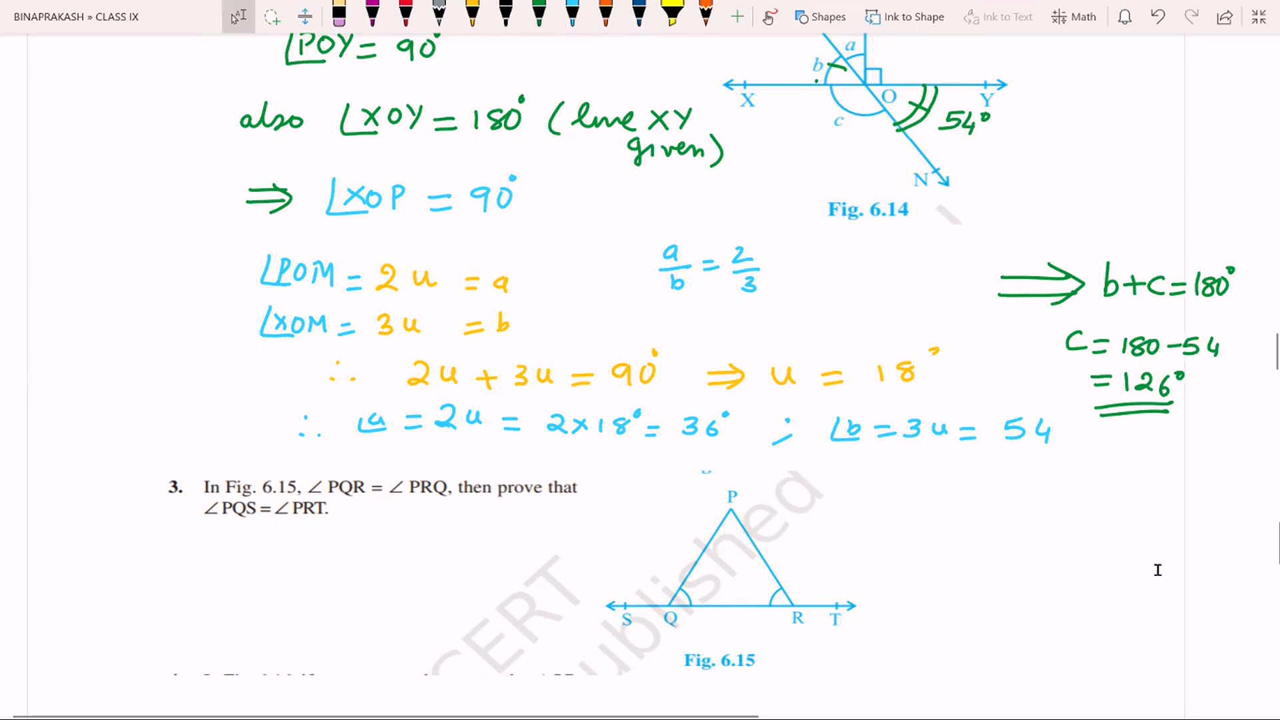 BINAPRAKASH » CLASS IX
Shapes
Ink to Shape
Ink to Text
Math
∠POY = 90°
also ∠XOY = 180° (line XY given)
⇒ ∠XOP = 90°
a
b
c
X
O
Y
54°
N
Fig. 6.14
∠POM = 2u = a
∠XOM = 3u = b
a/b = 2/3
⇒ b+c = 180°
c = 180 - 54
= 126°
∴ 2u + 3u = 90° ⇒ u = 18°
∴ ∠a = 2u = 2×18° = 36° ; ∠b = 3u = 54
3. In Fig. 6.15, ∠ PQR = ∠ PRQ, then prove that
∠ PQS = ∠ PRT.
P
S
Q
R
T
Fig. 6.15